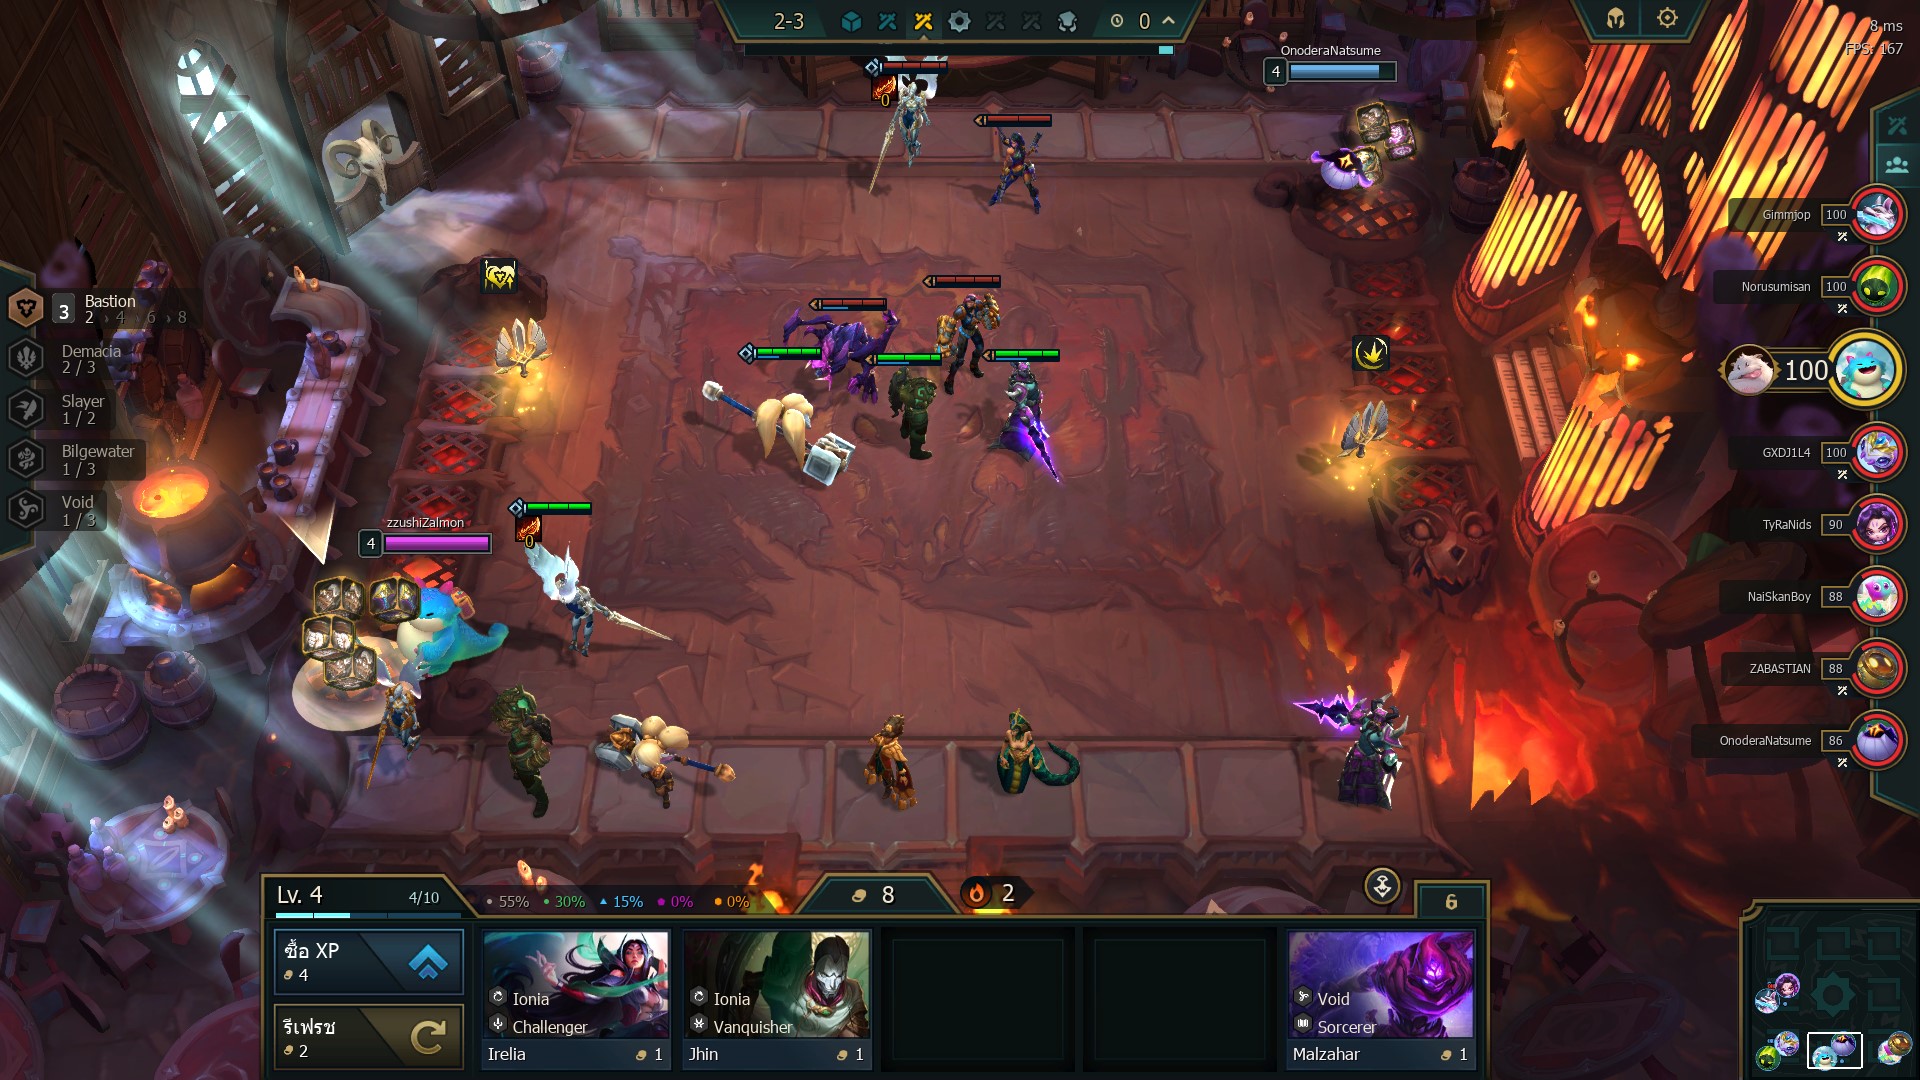 2-3
0
8 ms
FPS: 167
OnoderaNatsume
4
0
Gimmjop 100
Norusumisan 100
100
GXDJ1L4 100
TyRaNids 90
NaiSkanBoy 88
ZABASTIAN 88
OnoderaNatsume 86
3 Bastion
2 › 4 › 6 › 8
Demacia
2 / 3
Slayer
1 / 2
Bilgewater
1 / 3
Void
1 / 3
zzushiZalmon
4
0
Lv. 4 4/10
55% 30% 15% 0% 0%
8
2
6
ซื้อ XP
4
รีเฟรช
2
Ionia
Challenger
Irelia 1
Ionia
Vanquisher
Jhin 1
Void
Sorcerer
Malzahar 1